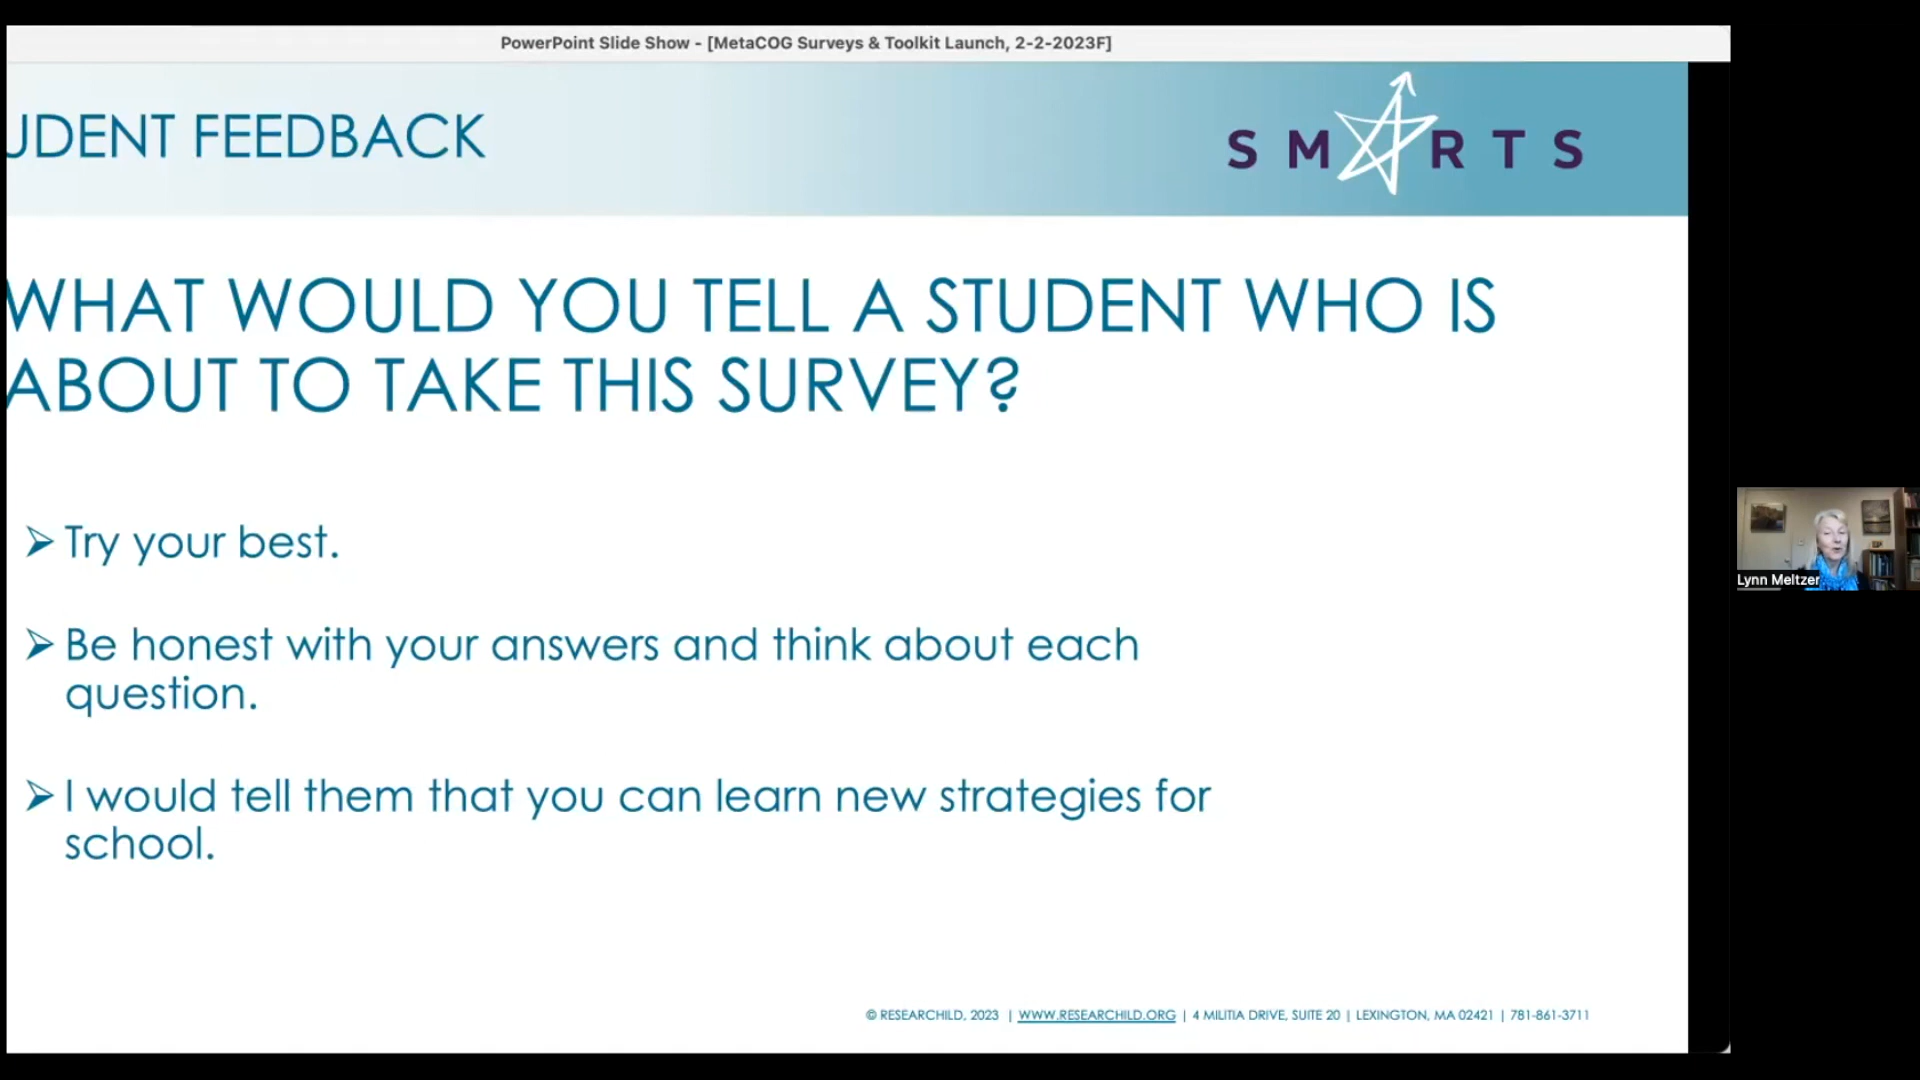 PowerPoint Slide Show - [MetaCOG Surveys & Toolkit Launch, 2-2-2023F]
UDENT FEEDBACK
SMARTS
WHAT WOULD YOU TELL A STUDENT WHO IS
ABOUT TO TAKE THIS SURVEY?
➢ Try your best.
➢ Be honest with your answers and think about each
question.
➢ I would tell them that you can learn new strategies for
school.
Lynn Meltzer
© RESEARCHILD, 2023 | WWW.RESEARCHILD.ORG | 4 MILITIA DRIVE, SUITE 20 | LEXINGTON, MA 02421 | 781-861-3711